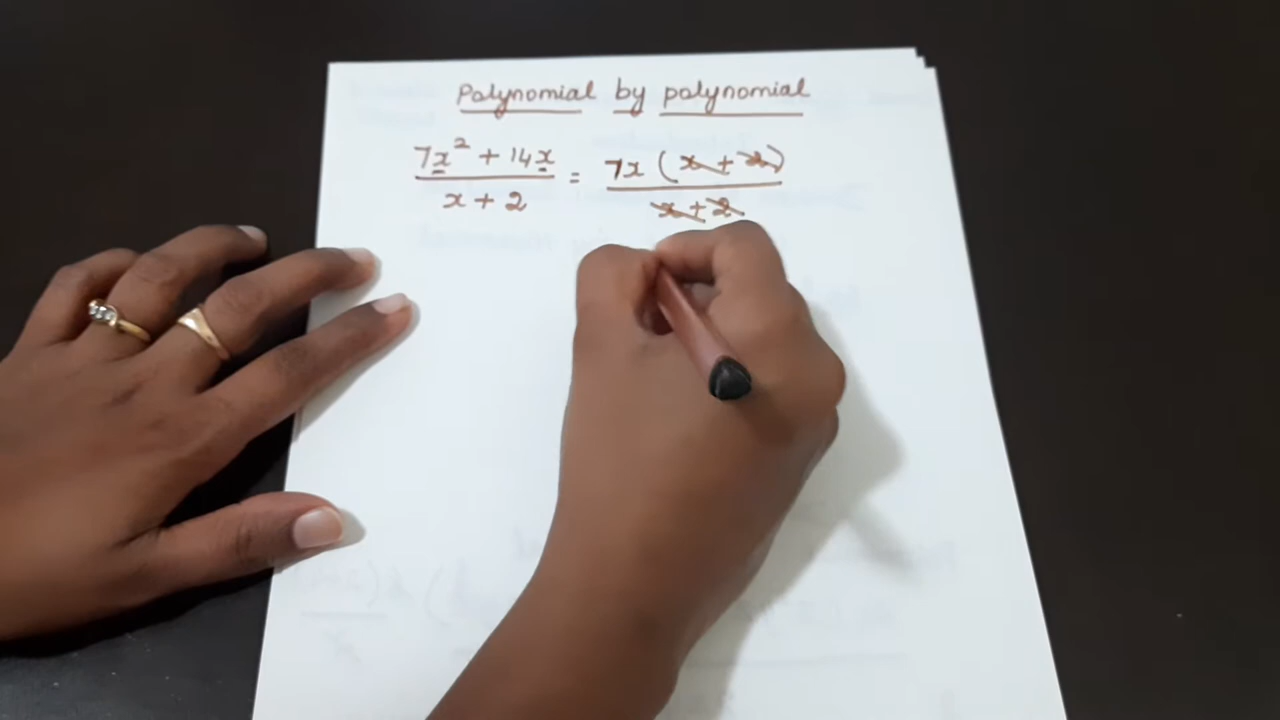 Polynomial by polynomial
7x² + 14x / x + 2 = 7x (x + 2) / x + 2